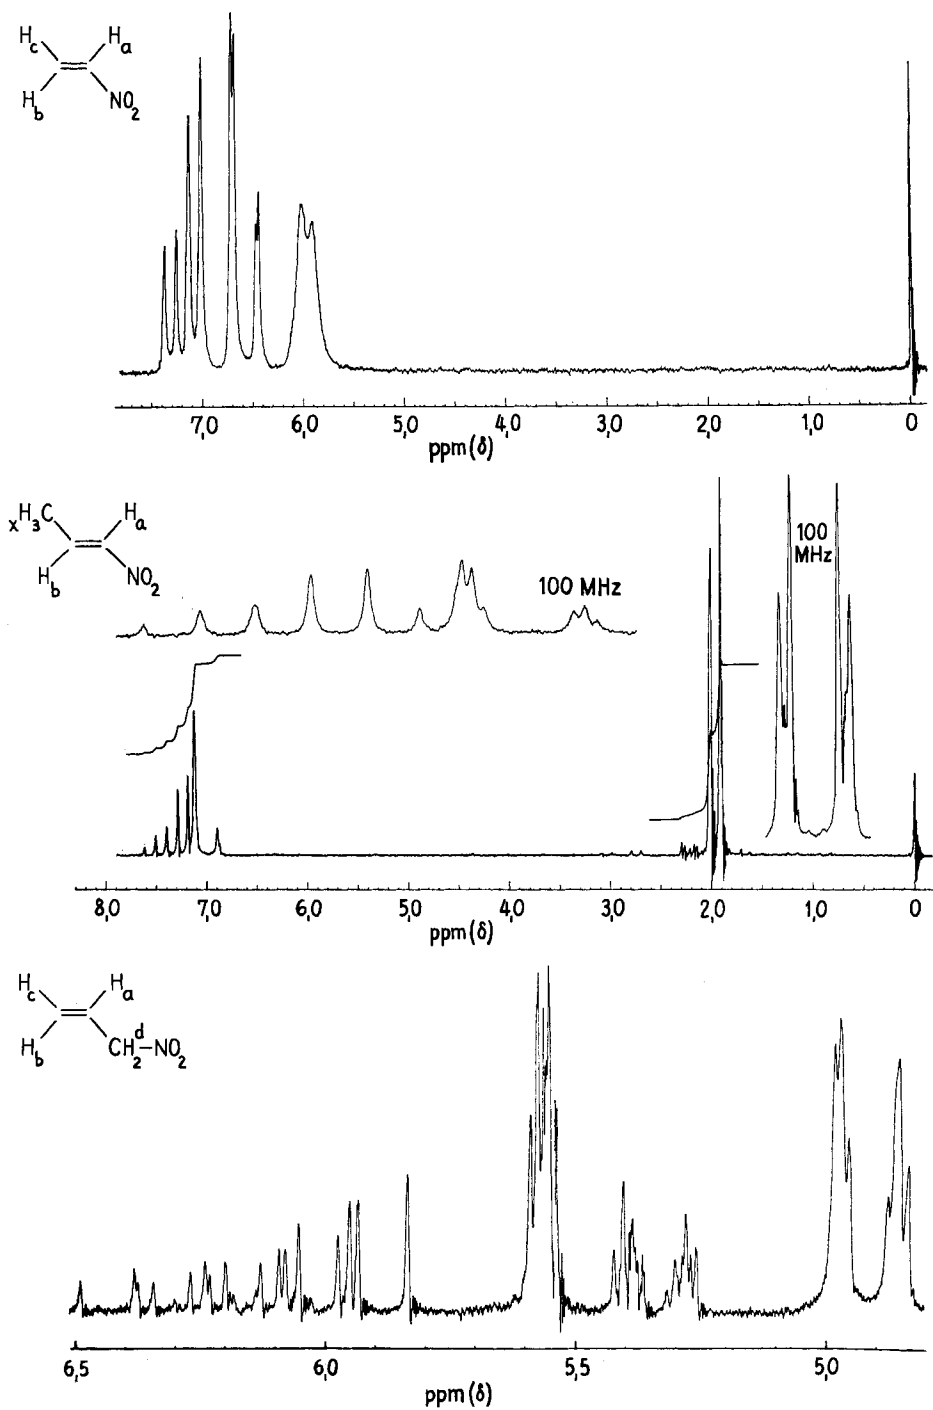 Hc Ha
Hb NO2
7,0 6,0 5,0 4,0 3,0 2,0 1,0 0
ppm (δ)
xH3C Ha
Hb NO2
100 MHz
100
MHz
8,0 7,0 6,0 5,0 4,0 3,0 2,0 1,0 0
ppm (δ)
Hc Ha
Hb CH2d–NO2
6,5 6,0 5,5 5,0
ppm (δ)